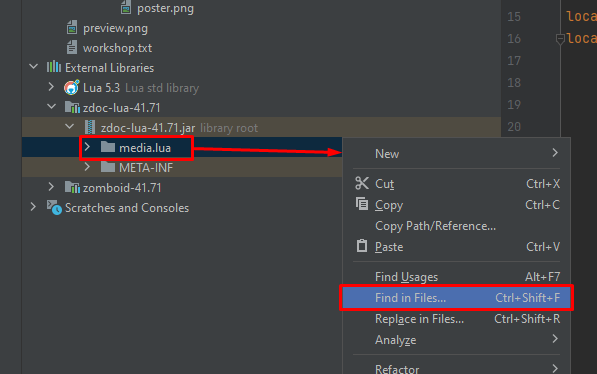 poster.png
preview.png
workshop.txt
External Libraries
Lua 5.3 Lua std library
zdoc-lua-41.71
zdoc-lua-41.71.jar library root
media.lua
META-INF
zomboid-41.71
Scratches and Consoles
15 loca
16 loca
17
18
19
20
New
Cut Ctrl+X
Copy Ctrl+C
Copy Path/Reference...
Paste Ctrl+V
Find Usages Alt+F7
Find in Files... Ctrl+Shift+F
Replace in Files... Ctrl+Shift+R
Analyze
Refactor